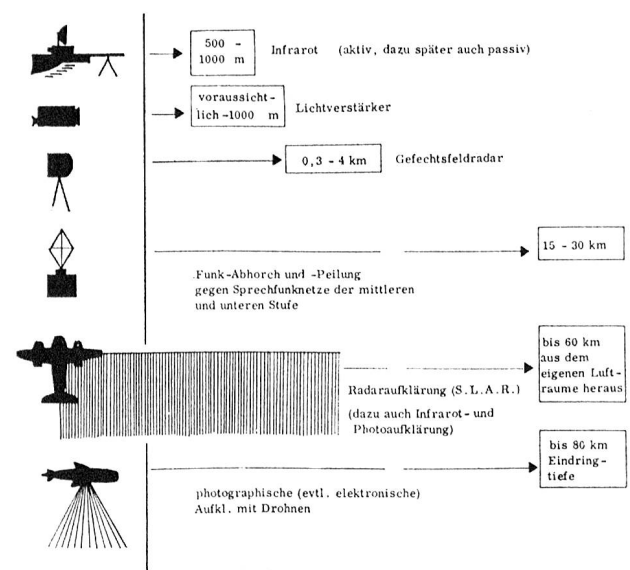 500 -
1000 m
Infrarot (aktiv, dazu später auch passiv)
voraussicht-
lich -1000 m
Lichtverstärker
0,3 - 4 km
Gefechtsfeldradar
15 - 30 km
Funk-Abhorch und -Peilung
gegen Sprechfunknetze der mittleren
und unteren Stufe
bis 60 km
aus dem
eigenen Luft-
raume heraus
Radaraufklärung (S.L.A.R.)
(dazu auch Infrarot- und
Photoaufklärung)
bis 80 km
Eindring-
tiefe
photographische (evtl. elektronische)
Aufkl. mit Drohnen